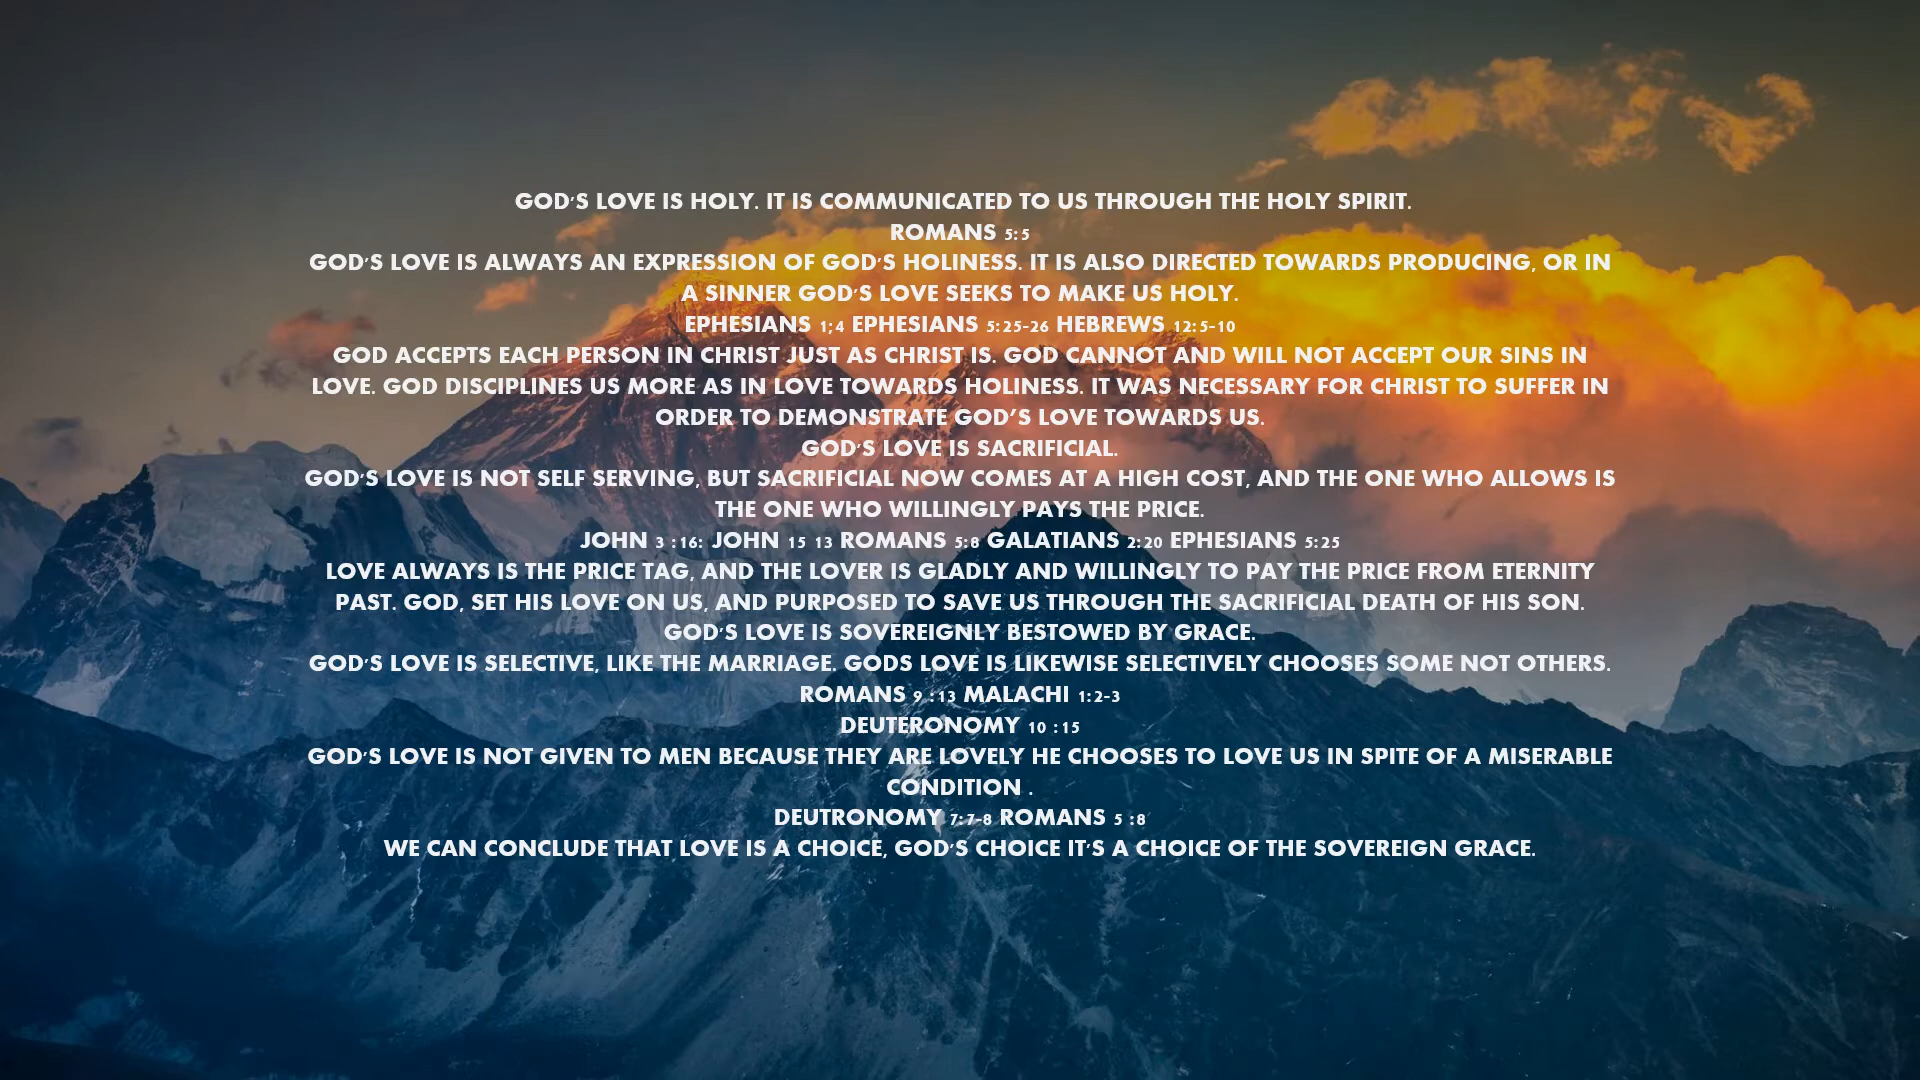 GOD'S LOVE IS HOLY. IT IS COMMUNICATED TO US THROUGH THE HOLY SPIRIT.
ROMANS 5:5
GOD'S LOVE IS ALWAYS AN EXPRESSION OF GOD'S HOLINESS. IT IS ALSO DIRECTED TOWARDS PRODUCING, OR IN
A SINNER GOD'S LOVE SEEKS TO MAKE US HOLY.
EPHESIANS 1;4 EPHESIANS 5:25-26 HEBREWS 12:5-10
GOD ACCEPTS EACH PERSON IN CHRIST JUST AS CHRIST IS. GOD CANNOT AND WILL NOT ACCEPT OUR SINS IN
LOVE. GOD DISCIPLINES US MORE AS IN LOVE TOWARDS HOLINESS. IT WAS NECESSARY FOR CHRIST TO SUFFER IN
ORDER TO DEMONSTRATE GOD’S LOVE TOWARDS US.
GOD'S LOVE IS SACRIFICIAL.
GOD'S LOVE IS NOT SELF SERVING, BUT SACRIFICIAL NOW COMES AT A HIGH COST, AND THE ONE WHO ALLOWS IS
THE ONE WHO WILLINGLY PAYS THE PRICE.
JOHN 3 :16: JOHN 15 13 ROMANS 5:8 GALATIANS 2:20 EPHESIANS 5:25
LOVE ALWAYS IS THE PRICE TAG, AND THE LOVER IS GLADLY AND WILLINGLY TO PAY THE PRICE FROM ETERNITY
PAST. GOD, SET HIS LOVE ON US, AND PURPOSED TO SAVE US THROUGH THE SACRIFICIAL DEATH OF HIS SON.
GOD'S LOVE IS SOVEREIGNLY BESTOWED BY GRACE.
GOD'S LOVE IS SELECTIVE, LIKE THE MARRIAGE. GODS LOVE IS LIKEWISE SELECTIVELY CHOOSES SOME NOT OTHERS.
ROMANS 9 :13 MALACHI 1:2-3
DEUTERONOMY 10 :15
GOD'S LOVE IS NOT GIVEN TO MEN BECAUSE THEY ARE LOVELY HE CHOOSES TO LOVE US IN SPITE OF A MISERABLE
CONDITION .
DEUTRONOMY 7:7-8 ROMANS 5 :8
WE CAN CONCLUDE THAT LOVE IS A CHOICE, GOD'S CHOICE IT'S A CHOICE OF THE SOVEREIGN GRACE.